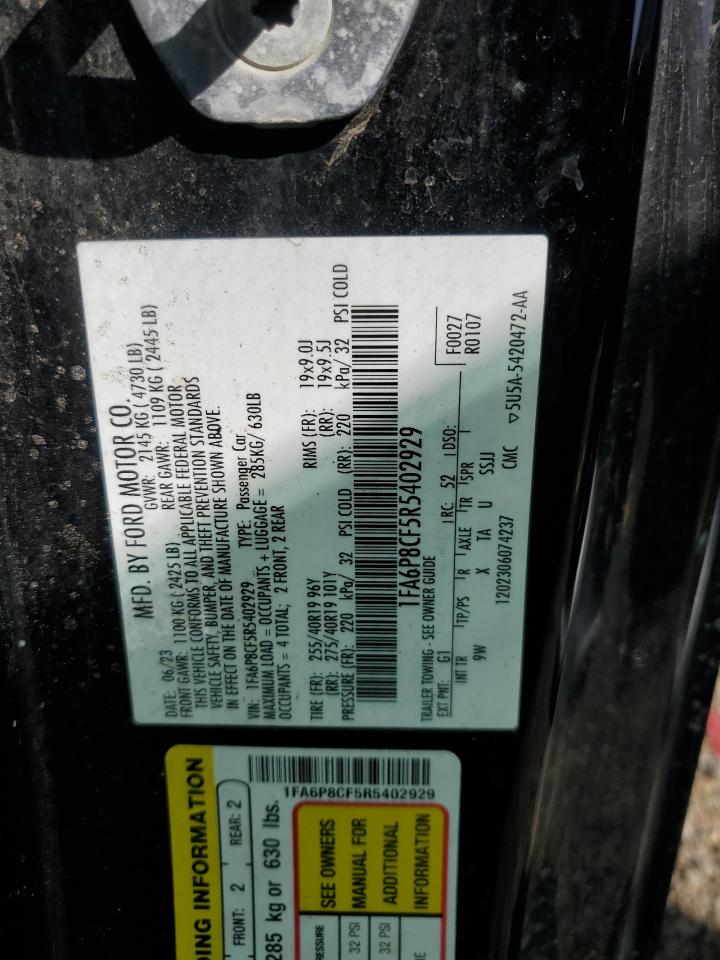 MFD. BY FORD MOTOR CO.
DATE: 06/23 GVWR: 2145 KG ( 4730 LB)
FRONT GAWR: 1100 KG ( 2425 LB) REAR GAWR: 1109 KG ( 2445 LB)
THIS VEHICLE CONFORMS TO ALL APPLICABLE FEDERAL MOTOR
VEHICLE SAFETY, BUMPER, AND THEFT PREVENTION STANDARDS
IN EFFECT ON THE DATE OF MANUFACTURE SHOWN ABOVE.
VIN: 1FA6P8CF5R5402929 TYPE: Passenger Car
MAXIMUM LOAD = OCCUPANTS + LUGGAGE = 285KG/ 630LB
OCCUPANTS = 4 TOTAL; 2 FRONT, 2 REAR
TIRE (FR): 255/40R19 96Y RIMS (FR): 19x9.0J
(RR): 275/40R19 101Y (RR): 19x9.5J
PRESSURE (FR): 220 kPa/ 32 PSI COLD (RR): 220 kPa/ 32 PSI COLD
1FA6P8CF5R5402929
TRAILER TOWING - SEE OWNER GUIDE
F0027
R0107
EXT PNT: G1 RC: 52 DSO:
INT TR TP/PS R AXLE TR SPR
9W X TA U SSJJ
1202306074237 CMC
▽5U5A-5420472-AA
DING INFORMATION
FRONT: 2 REAR: 2
285 kg or 630 lbs.
1FA6P8CF5R5402929
RESSURE
32 PSI
32 PSI
SEE OWNERS
MANUAL FOR
ADDITIONAL
INFORMATION